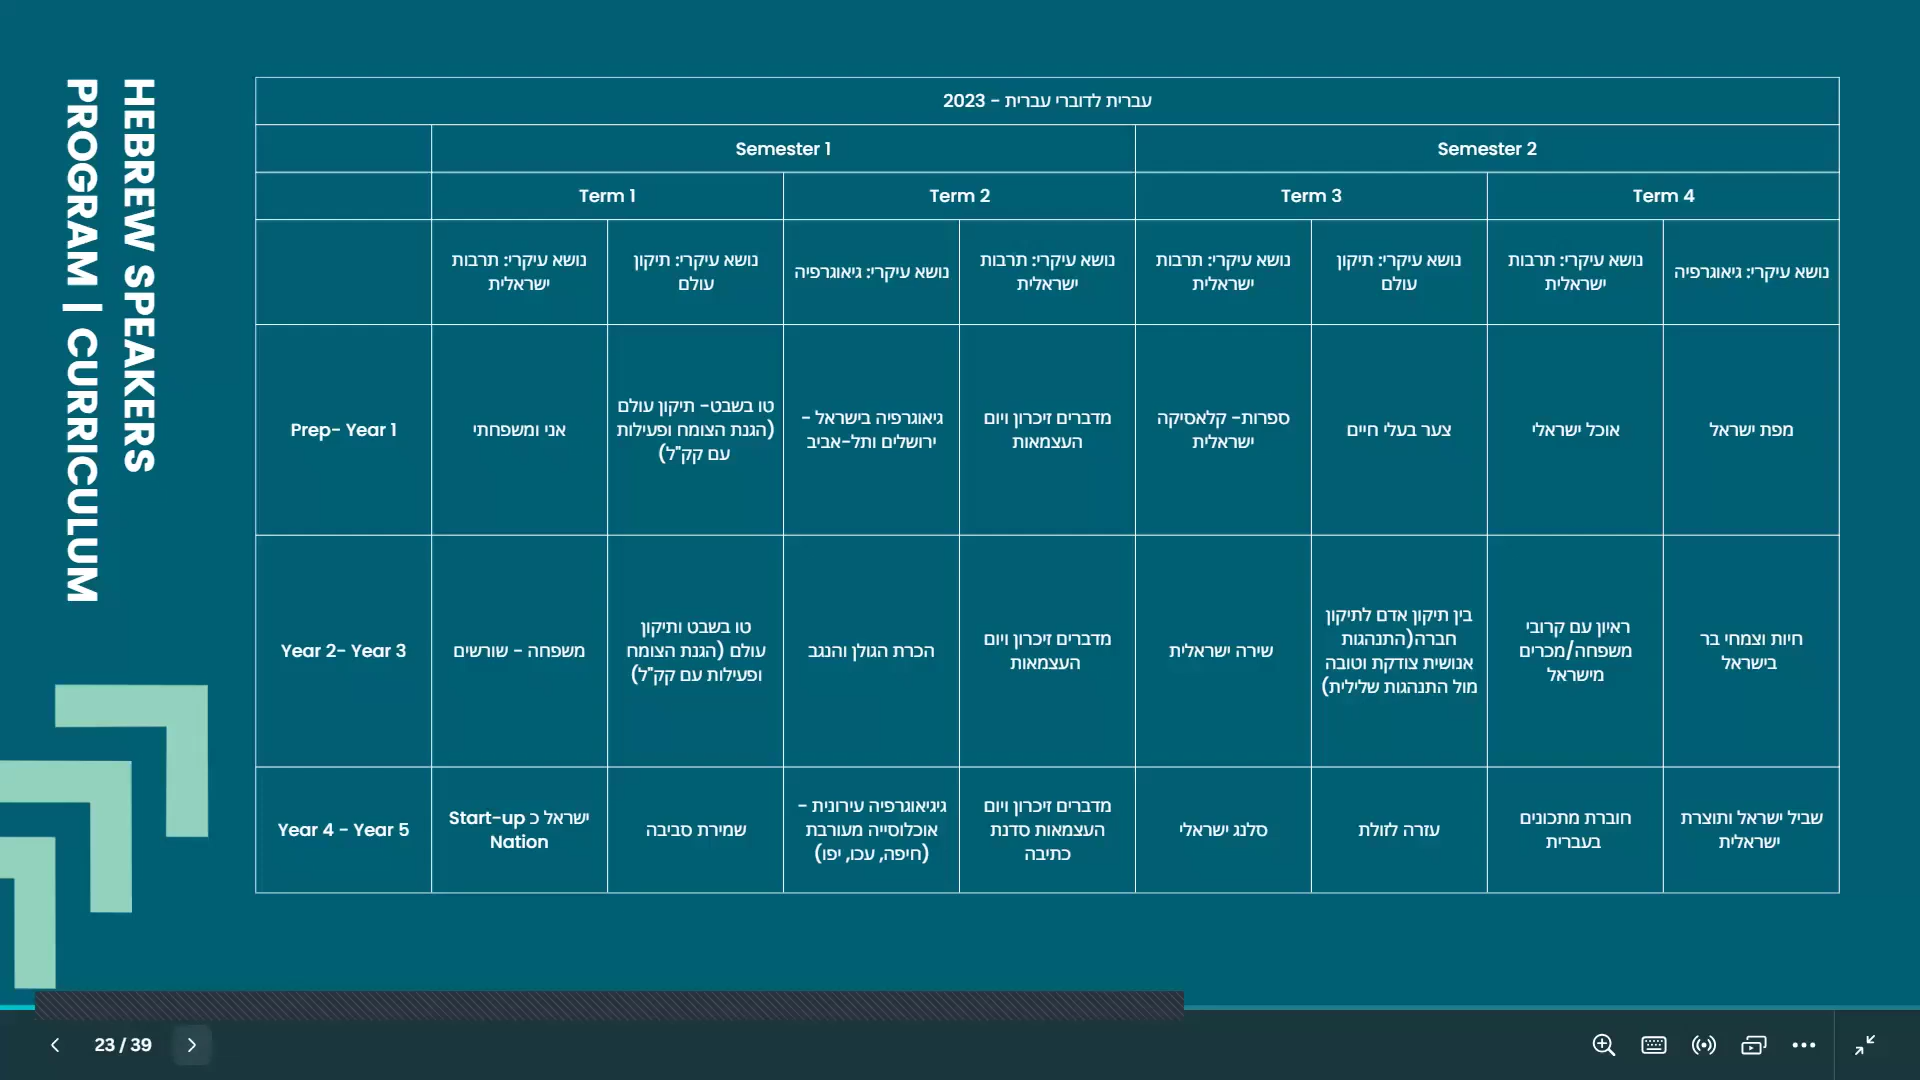 HEBREW SPEAKERS
PROGRAM | CURRICULUM
עברית לדוברי עברית - 2023
Semester 1
Semester 2
Term 1
Term 2
Term 3
Term 4
נושא עיקרי: תרבות
ישראלית
נושא עיקרי: תיקון
עולם
נושא עיקרי: גיאוגרפיה
נושא עיקרי: תרבות
ישראלית
נושא עיקרי: תרבות
ישראלית
נושא עיקרי: תיקון
עולם
נושא עיקרי: תרבות
ישראלית
נושא עיקרי: גיאוגרפיה
Prep- Year 1
אני ומשפחתי
טו בשבט- תיקון עולם
(הגנת הצומח ופעילות
עם קק"ל)
גיאוגרפיה בישראל -
ירושלים ותל-אביב
מדברים זיכרון ויום
העצמאות
ספרות- קלאסיקה
ישראלית
צער בעלי חיים
אוכל ישראלי
מפת ישראל
Year 2- Year 3
משפחה - שורשים
טו בשבט ותיקון
עולם (הגנת הצומח
ופעילות עם קק"ל)
הכרת הגולן והנגב
מדברים זיכרון ויום
העצמאות
שירה ישראלית
בין תיקון אדם לתיקון
חברה(התנהגות
אנושית צודקת וטובה
מול התנהגות שלילית)
ראיון עם קרובי
משפחה/מכרים
מישראל
חיות וצמחי בר
בישראל
Year 4 - Year 5
ישראל כ Start-up
Nation
שמירת סביבה
גיגיאוגרפיה עירונית -
אוכלוסייה מעורבת
(חיפה, עכו, יפו)
מדברים זיכרון ויום
העצמאות סדנת
כתיבה
סלנג ישראלי
עזרה לזולת
חוברת מתכונים
בעברית
שביל ישראל ותוצרת
ישראלית
23 / 39